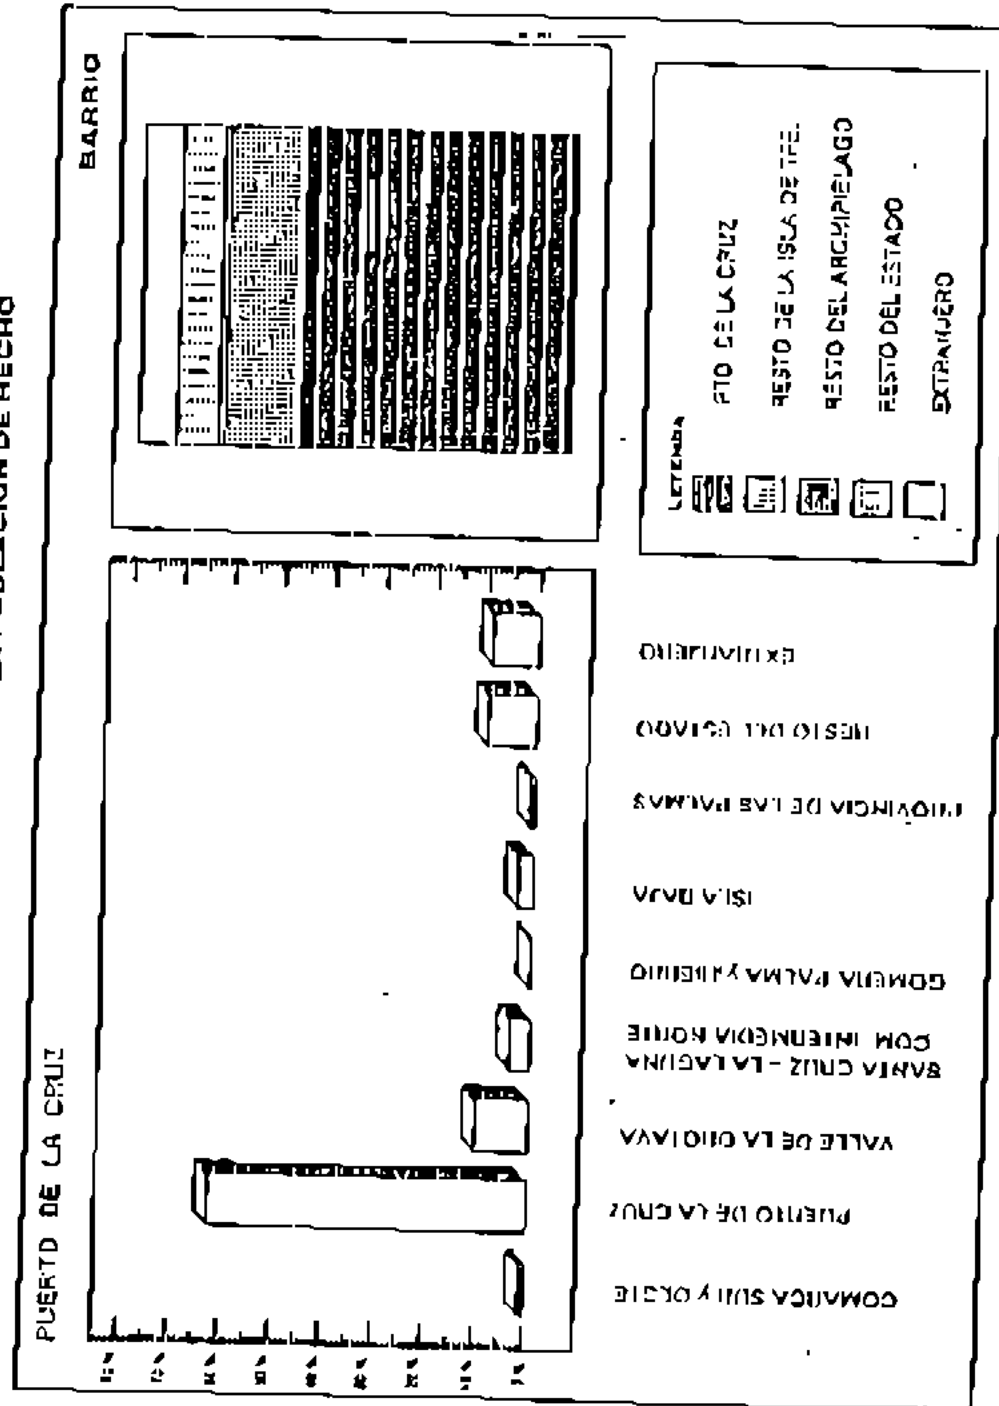 DE HECHO
PUERTO DE LA CRUZ
BARRIO
COMARCA SUR y OESTE
PUERTO DE LA CRUZ
VALLE DE LA OROTAVA
SANTA CRUZ - LA LAGUNA
COM INTERMEDIA NORTE
GOMERA PALMA y HIERRO
ISLA BAJA
PROVINCIA DE LAS PALMAS
RESTO DEL ESTADO
EXTRANJERO
LEYENDA
PTO DE LA CRUZ
RESTO DE LA ISLA DE TFE.
RESTO DEL ARCHIPIELAGO
RESTO DEL ESTADO
EXTRANJERO